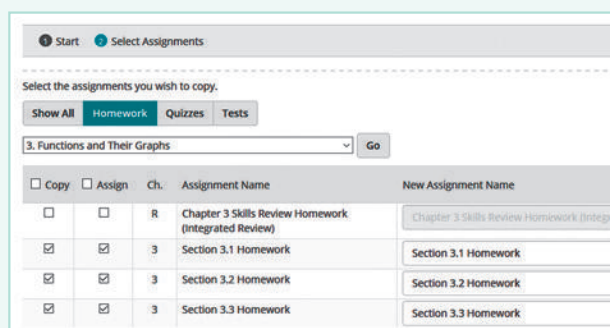 1 Start 2 Select Assignments
Select the assignments you wish to copy.
Show All Homework Quizzes Tests
3. Functions and Their Graphs Go
Copy Assign Ch. Assignment Name New Assignment Name
R Chapter 3 Skills Review Homework Chapter 3 Skills Review Homework
(Integrated Review)
3 Section 3.1 Homework Section 3.1 Homework
3 Section 3.2 Homework Section 3.2 Homework
3 Section 3.3 Homework Section 3.3 Homework